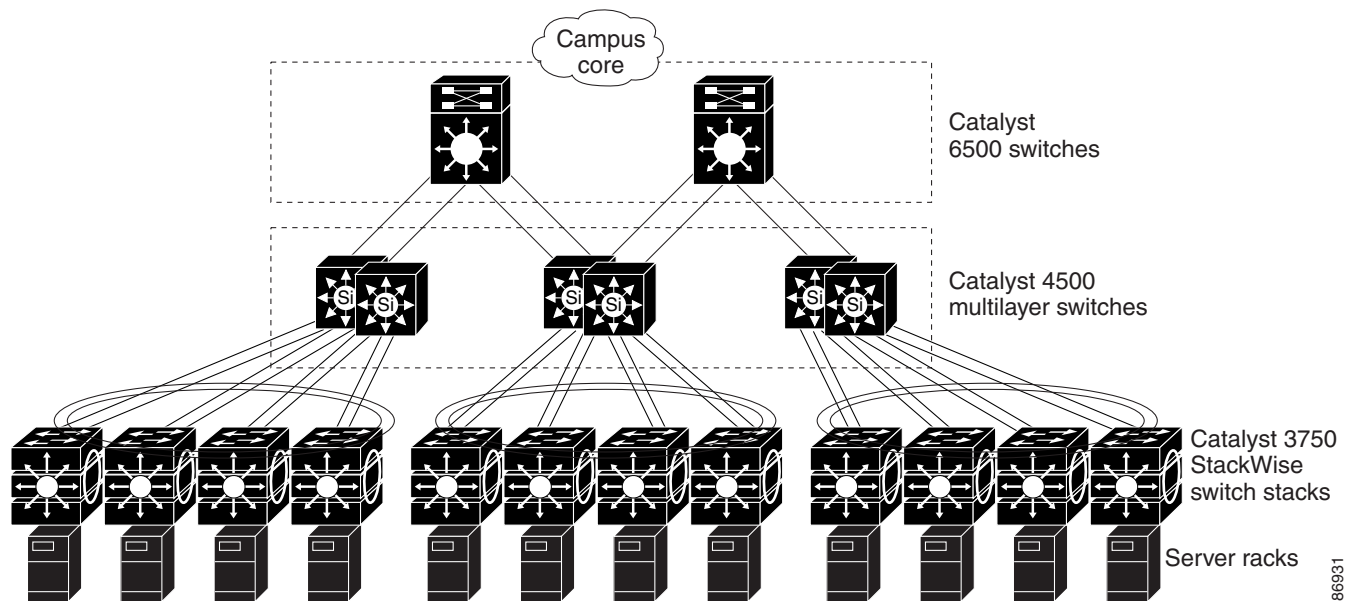 Campus
core
Catalyst
6500 switches
Si
Si
Si
Si
Si
Si
Catalyst 4500
multilayer switches
Catalyst 3750
StackWise
switch stacks
Server racks
86931